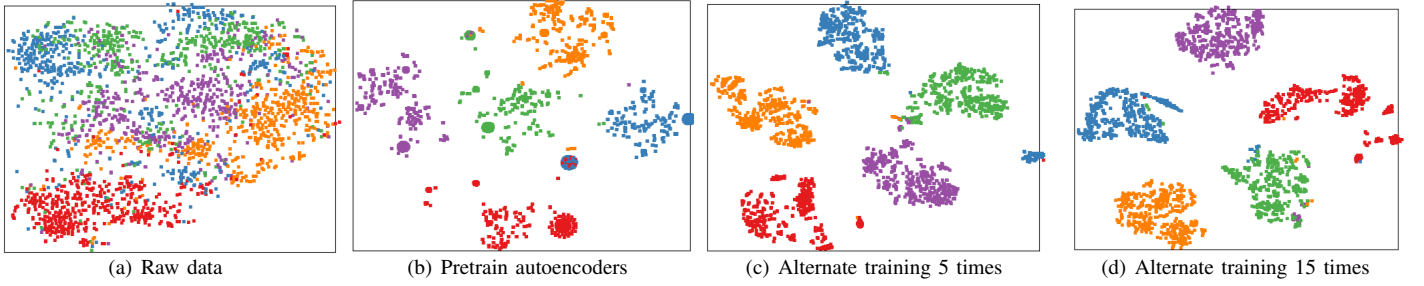 (a) Raw data
(b) Pretrain autoencoders
(c) Alternate training 5 times
(d) Alternate training 15 times